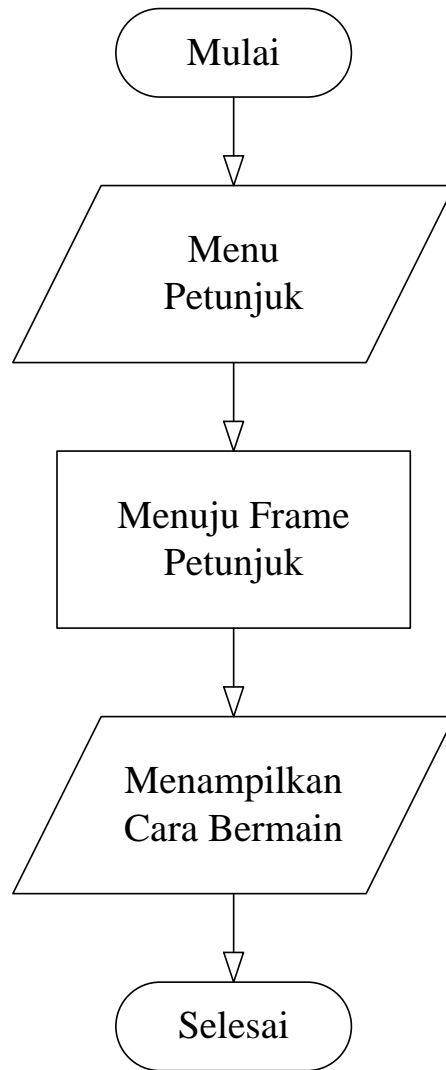 Mulai
Menu
Petunjuk
Menuju Frame
Petunjuk
Menampilkan
Cara Bermain
Selesai